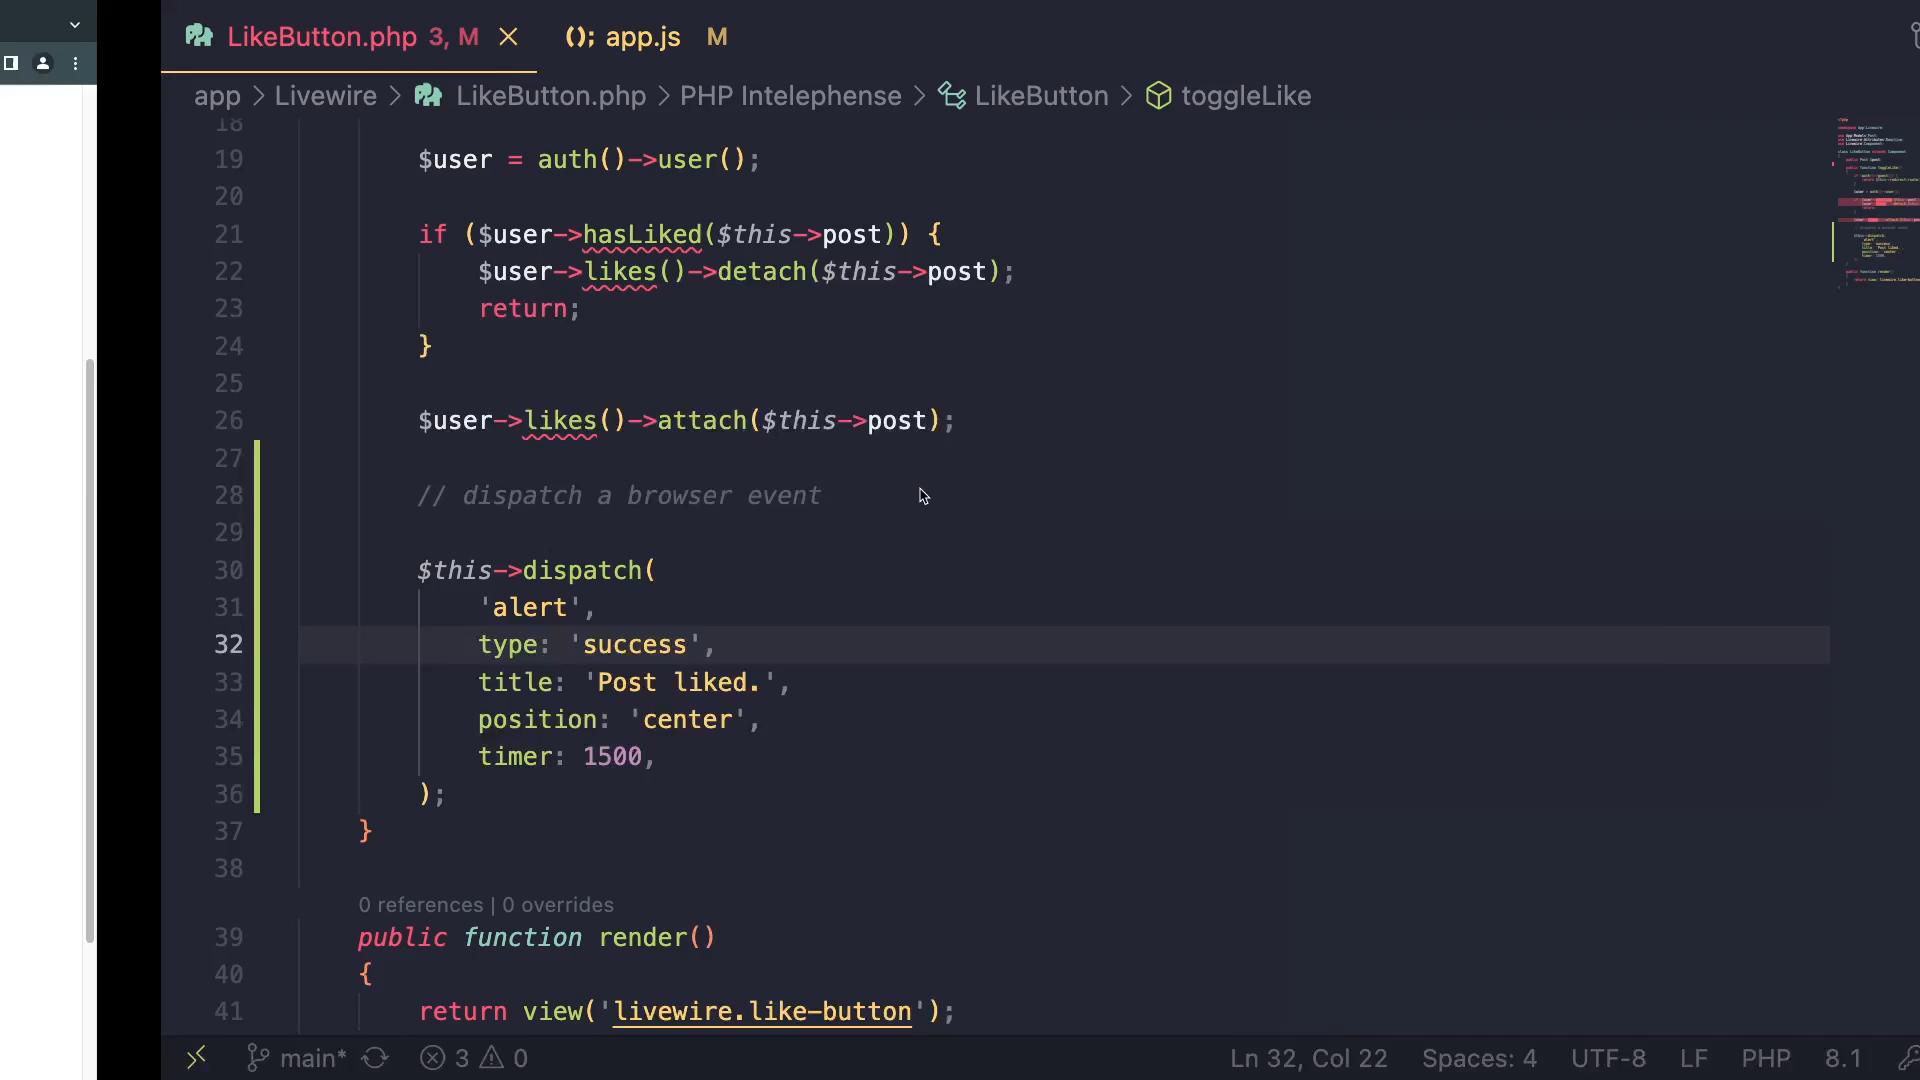 LikeButton.php 3, M
(); app.js M
app > Livewire > LikeButton.php > PHP Intelephense > LikeButton > toggleLike
18
19 $user = auth()->user();
20
21 if ($user->hasLiked($this->post)) {
22 $user->likes()->detach($this->post);
23 return;
24 }
25
26 $user->likes()->attach($this->post);
27
28 // dispatch a browser event
29
30 $this->dispatch(
31 'alert',
32 type: 'success',
33 title: 'Post liked.',
34 position: 'center',
35 timer: 1500,
36 );
37 }
38
0 references | 0 overrides
39 public function render()
40 {
41 return view('livewire.like-button');
main* 3 0 Ln 32, Col 22 Spaces: 4 UTF-8 LF PHP 8.1